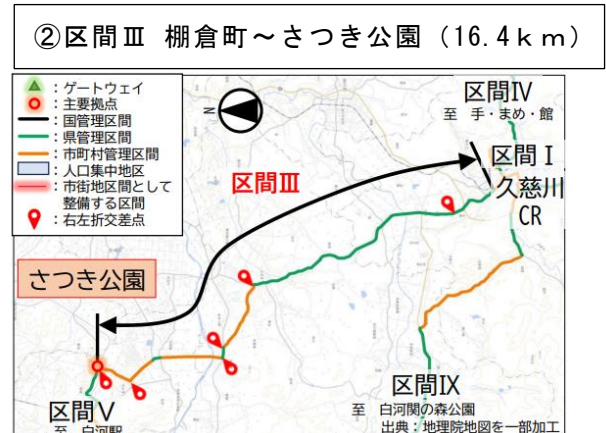 ②区間Ⅲ 棚倉町～さつき公園（16.4ｋｍ）
：ゲートウェイ
：主要拠点
：国管理区間
：県管理区間
：市町村管理区間
：人口集中地区
：市街地区間として
整備する区間
：右左折交差点
N
区間Ⅳ
至 手・まめ・館
区間Ⅰ
久慈川
CR
区間Ⅲ
さつき公園
区間Ⅴ
至 白河駅
区間Ⅸ
至 白河関の森公園
出典：地理院地図を一部加工